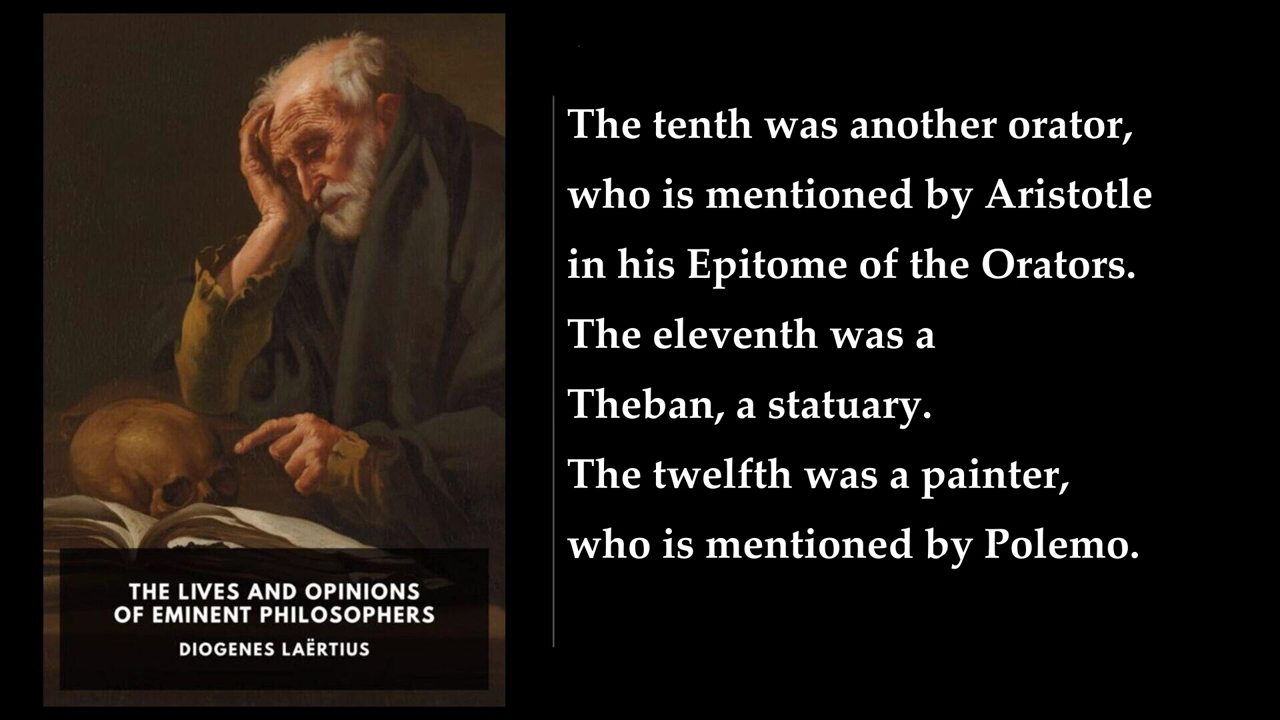 THE LIVES AND OPINIONS
OF EMINENT PHILOSOPHERS
DIOGENES LAËRTIUS
The tenth was another orator,
who is mentioned by Aristotle
in his Epitome of the Orators.
The eleventh was a
Theban, a statuary.
The twelfth was a painter,
who is mentioned by Polemo.